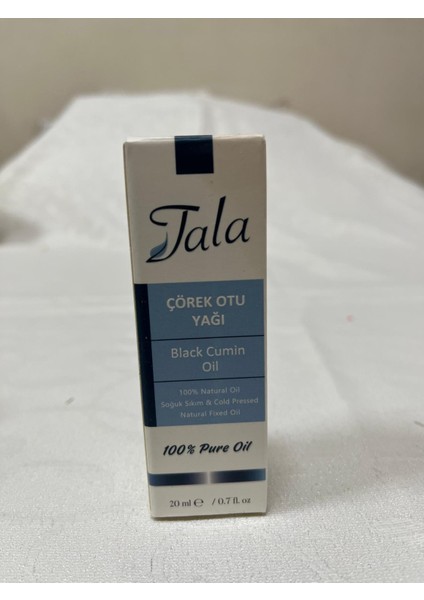 Tala
ÇÖREK OTU
YAĞI
Black Cumin
Oil
100% Natural Oil
Soğuk Sıkım & Cold Pressed
Natural Fixed Oil
100% Pure Oil
20 ml ℮ / 0.7 fl. oz